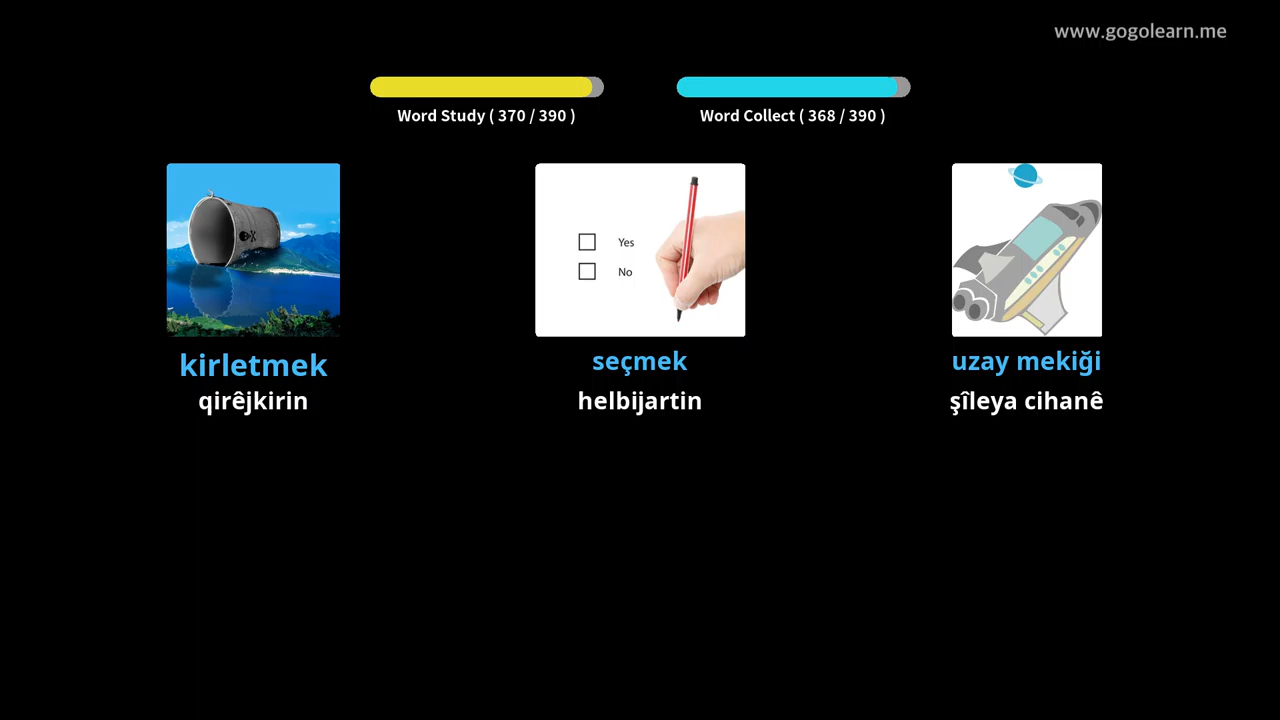 www.gogolearn.me
Word Study ( 370 / 390 )
Word Collect ( 368 / 390 )
Yes
No
kirletmek
seçmek
uzay mekiği
qirêjkirin
helbijartin
şîleya cihanê